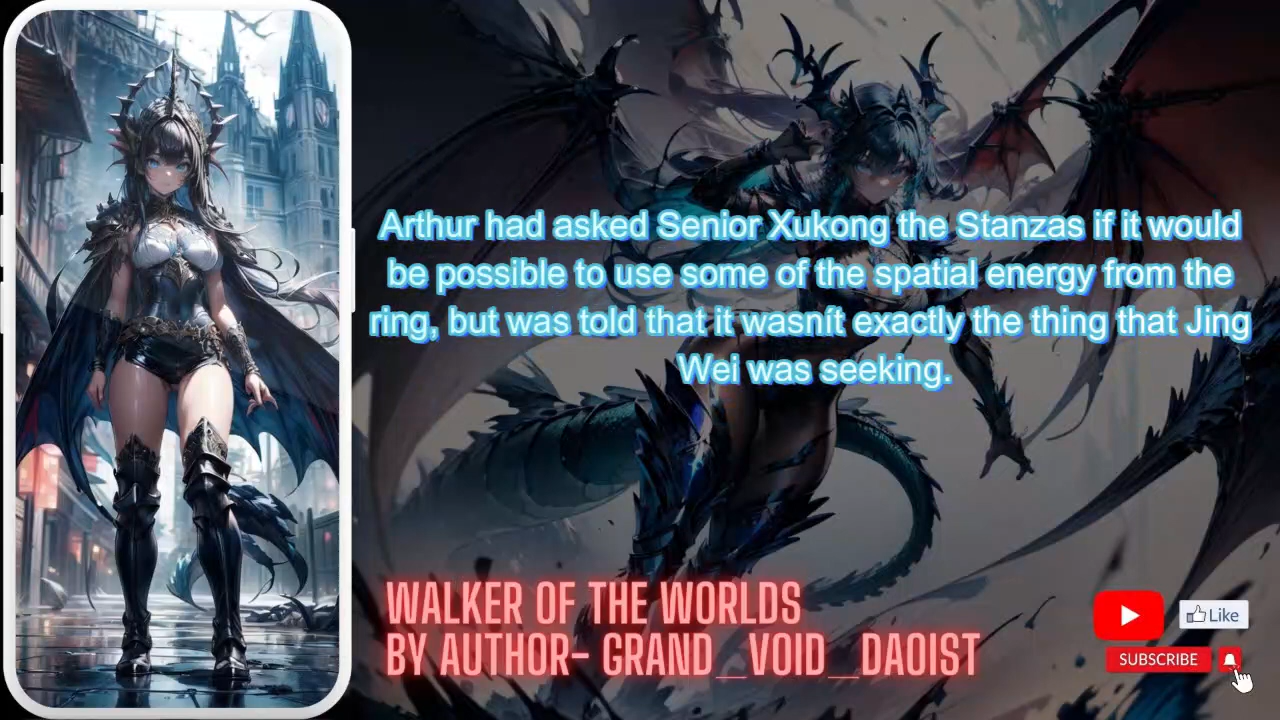 Arthur had asked Senior Xukong the Stanzas if it would
be possible to use some of the spatial energy from the
ring, but was told that it wasnít exactly the thing that Jing
Wei was seeking.
WALKER OF THE WORLDS
BY AUTHOR- GRAND_VOID_DAOIST
Like
SUBSCRIBE